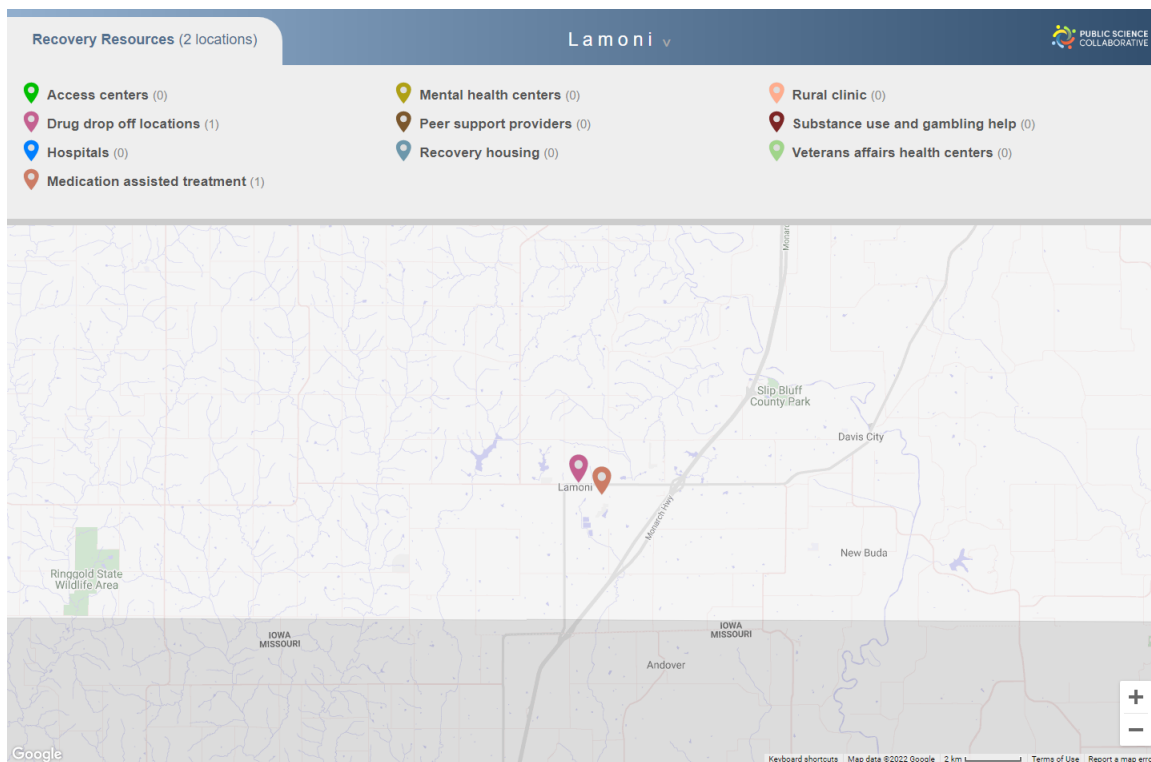 Recovery Resources (2 locations)
Lamoni v
PUBLIC SCIENCE
COLLABORATIVE
Access centers (0)
Mental health centers (0)
Rural clinic (0)
Drug drop off locations (1)
Peer support providers (0)
Substance use and gambling help (0)
Hospitals (0)
Recovery housing (0)
Veterans affairs health centers (0)
Medication assisted treatment (1)
Monarc
Slip Bluff
County Park
Davis City
Lamoni
Monarch Hwy
New Buda
Ringgold State
Wildlife Area
IOWA
MISSOURI
IOWA
MISSOURI
Andover
+
−
Google
Keyboard shortcuts
Map data ©2022 Google
2 km
Terms of Use
Report a map erro